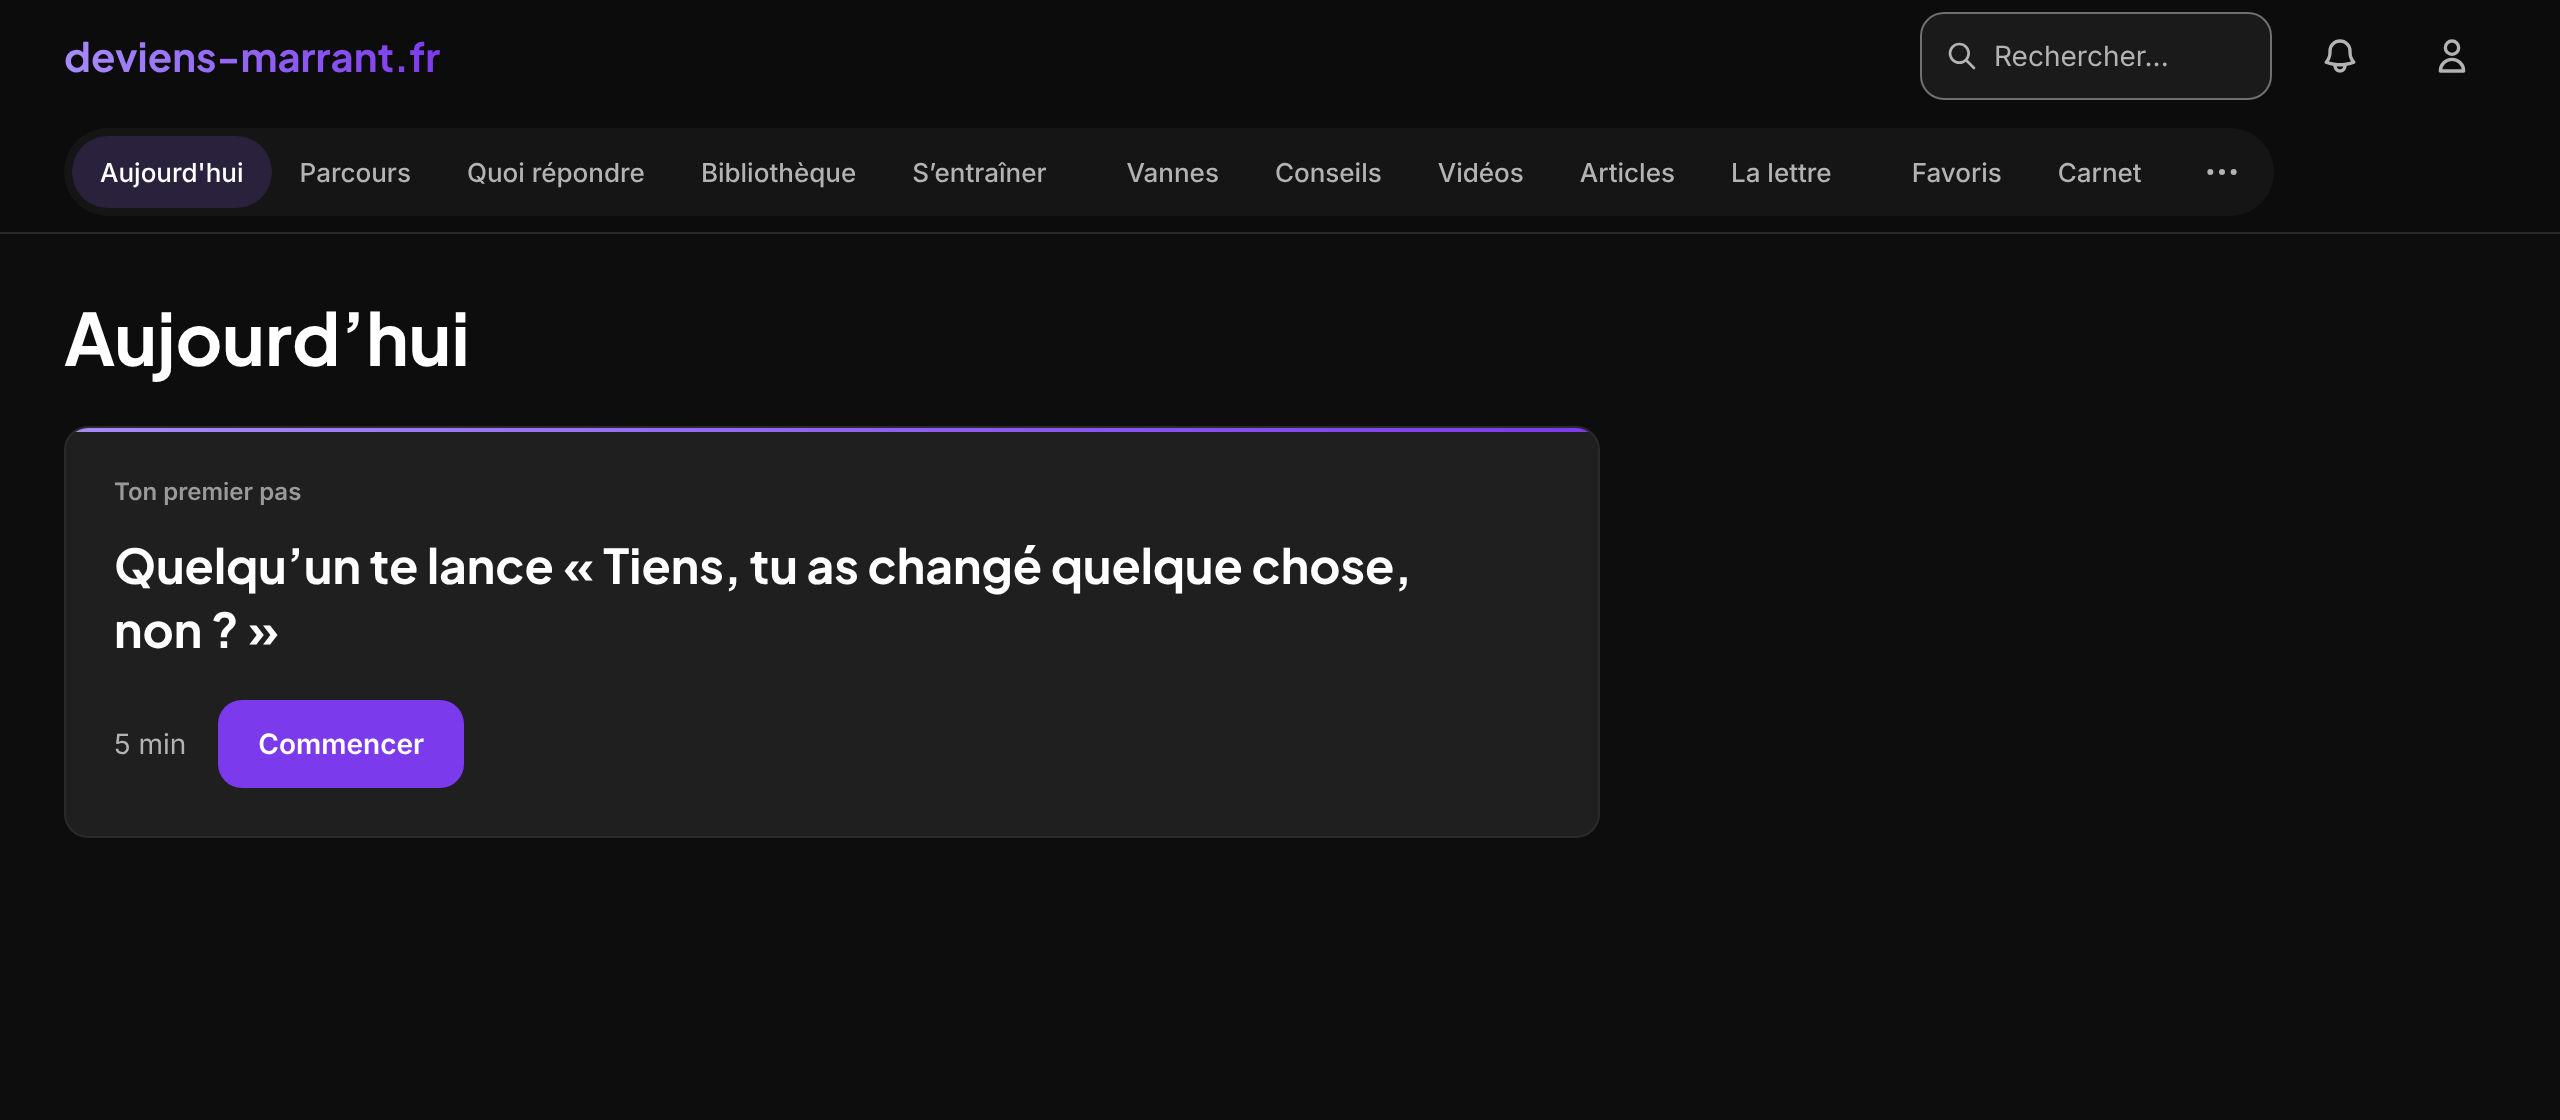 deviens-marrant.fr
Rechercher...
Aujourd'hui Parcours Quoi répondre Bibliothèque S’entraîner Vannes Conseils Vidéos Articles La lettre Favoris Carnet ···
Aujourd’hui
Ton premier pas
Quelqu’un te lance « Tiens, tu as changé quelque chose,
non ? »
5 min Commencer